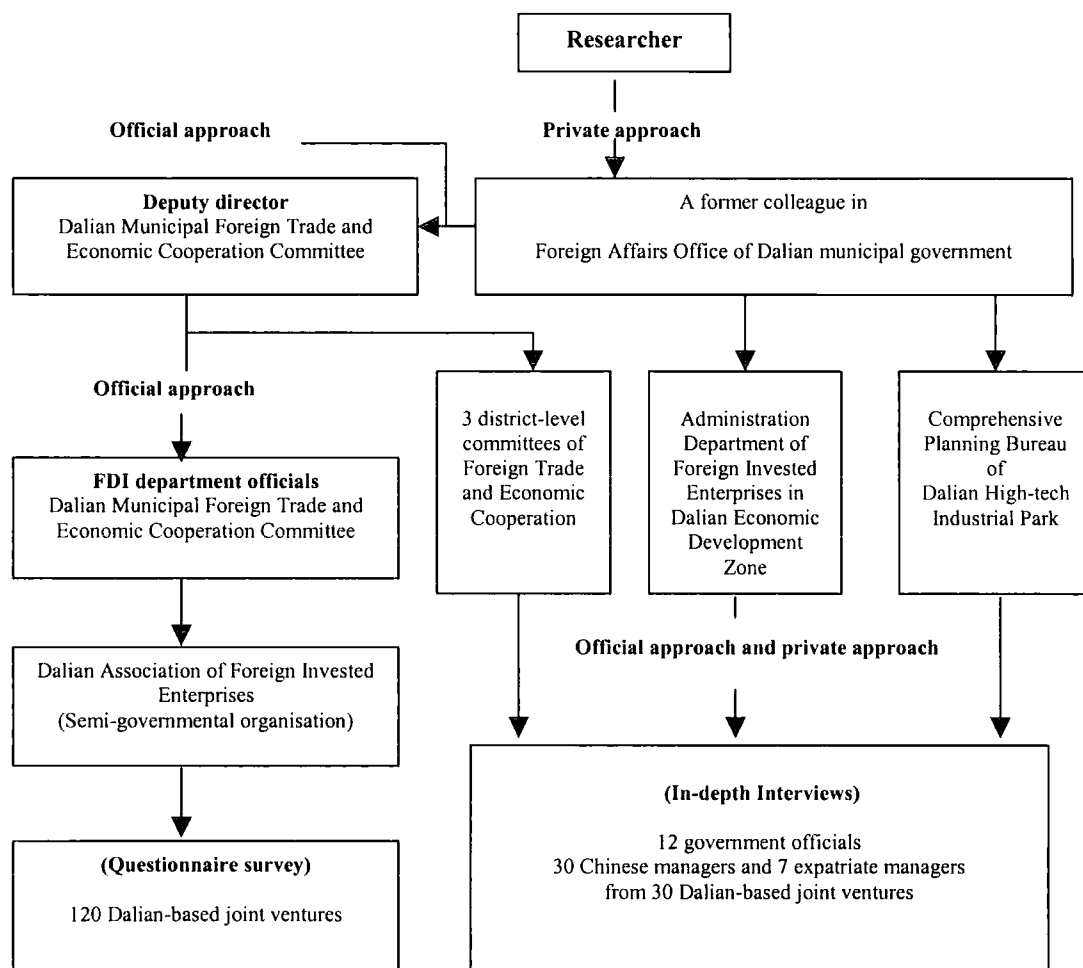 Researcher
Official approach
Private approach
Deputy director
Dalian Municipal Foreign Trade and
Economic Cooperation Committee
A former colleague in
Foreign Affairs Office of Dalian municipal government
Official approach
FDI department officials
Dalian Municipal Foreign Trade and
Economic Cooperation Committee
3 district-level
committees of
Foreign Trade
and Economic
Cooperation
Administration
Department of
Foreign Invested
Enterprises in
Dalian Economic
Development
Zone
Comprehensive
Planning Bureau
of
Dalian High-tech
Industrial Park
Official approach and private approach
Dalian Association of Foreign Invested
Enterprises
(Semi-governmental organisation)
(Questionnaire survey)
120 Dalian-based joint ventures
(In-depth Interviews)
12 government officials
30 Chinese managers and 7 expatriate managers
from 30 Dalian-based joint ventures